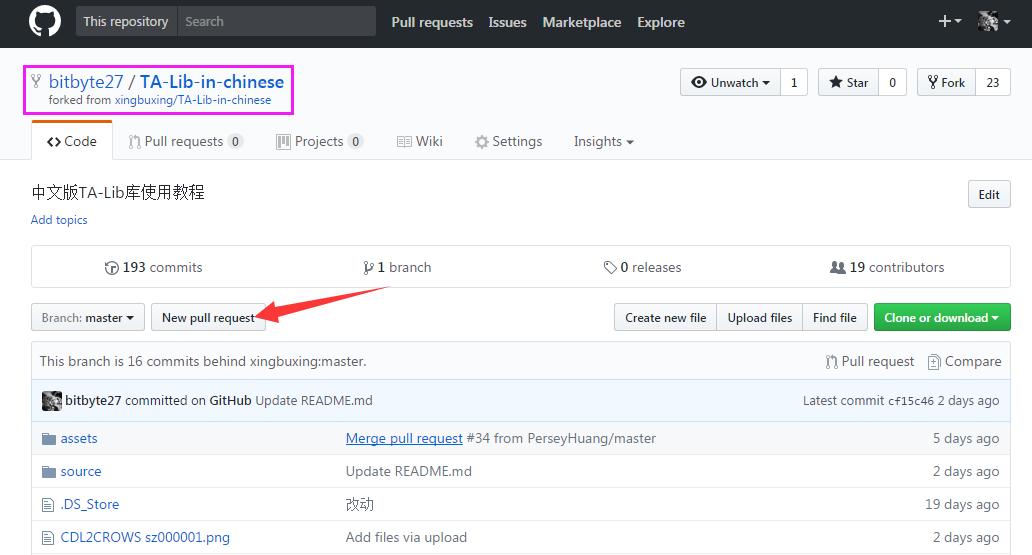 This repository Search Pull requests Issues Marketplace Explore
bitbyte27 / TA-Lib-in-chinese
forked from xingbuxing/TA-Lib-in-chinese
Unwatch 1 Star 0 Fork 23
Code Pull requests 0 Projects 0 Wiki Settings Insights
中文版TA-Lib库使用教程
Edit
Add topics
193 commits 1 branch 0 releases 19 contributors
Branch: master New pull request Create new file Upload files Find file Clone or download
This branch is 16 commits behind xingbuxing:master. Pull request Compare
bitbyte27 committed on GitHub Update README.md Latest commit cf15c46 2 days ago
assets Merge pull request #34 from PerseyHuang/master 5 days ago
source Update README.md 2 days ago
.DS_Store 改动 19 days ago
CDL2CROWS sz000001.png Add files via upload 2 days ago